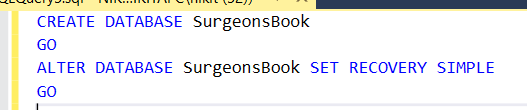 CREATE DATABASE SurgeonsBook
GO
ALTER DATABASE SurgeonsBook SET RECOVERY SIMPLE
GO